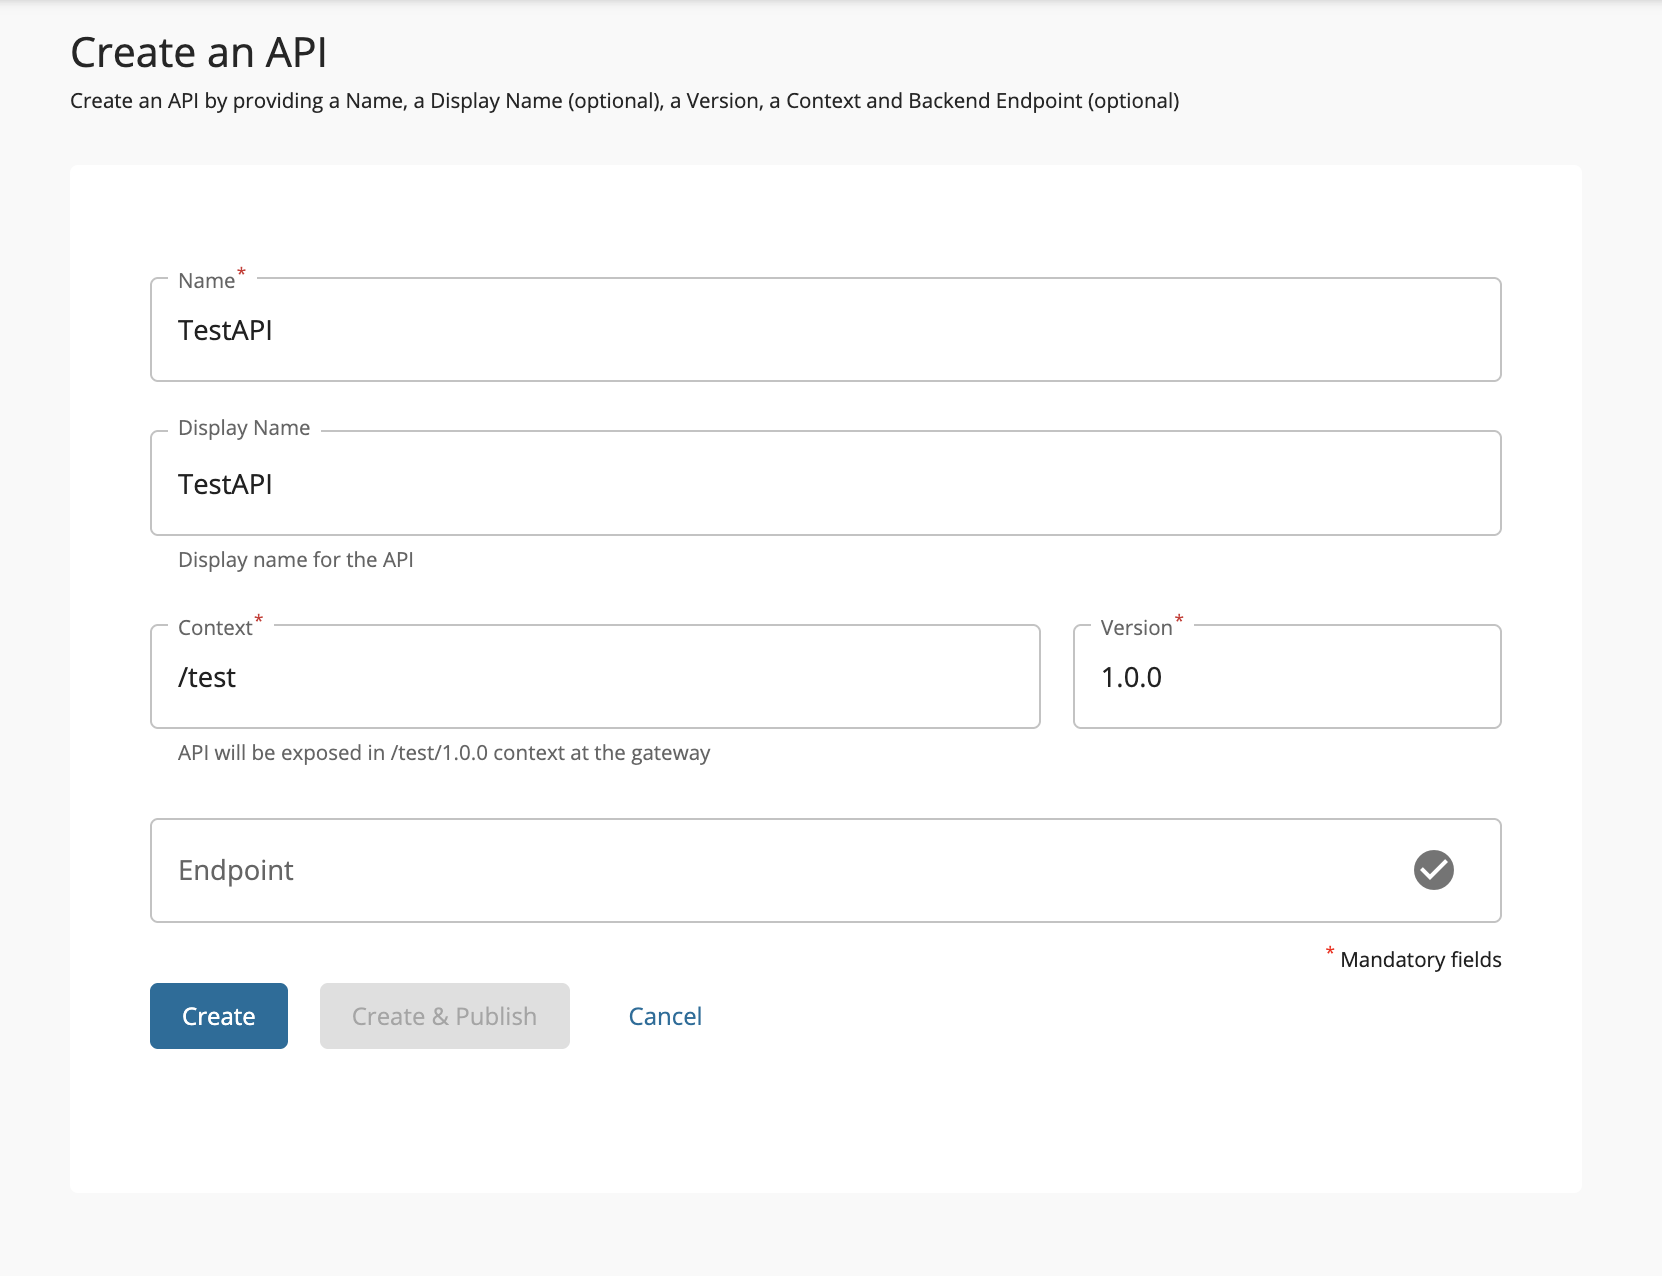 Create an API
Create an API by providing a Name, a Display Name (optional), a Version, a Context and Backend Endpoint (optional)
Name*
TestAPI
Display Name
TestAPI
Display name for the API
Context*
/test
Version*
1.0.0
API will be exposed in /test/1.0.0 context at the gateway
Endpoint
* Mandatory fields
Create
Create & Publish
Cancel